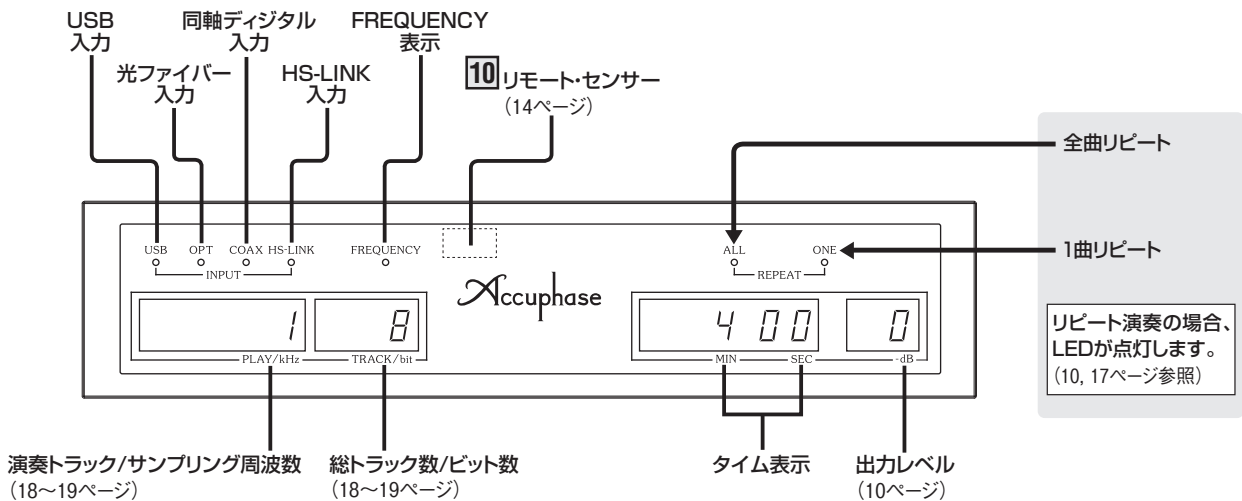 USB
入力
同軸ディジタル
入力
FREQUENCY
表示
光ファイバー
入力
HS-LINK
入力
10 リモート・センサー
(14ページ)
全曲リピート
1曲リピート
リピート演奏の場合、
LEDが点灯します。
(10, 17ページ参照)
USB OPT COAX HS-LINK FREQUENCY ALL ONE
INPUT REPEAT
Accuphase
1 8 4 00 0
PLAY/kHz TRACK/bit MIN SEC -dB
演奏トラック/サンプリング周波数
(18〜19ページ)
総トラック数/ビット数
(18〜19ページ)
タイム表示
出力レベル
(10ページ)